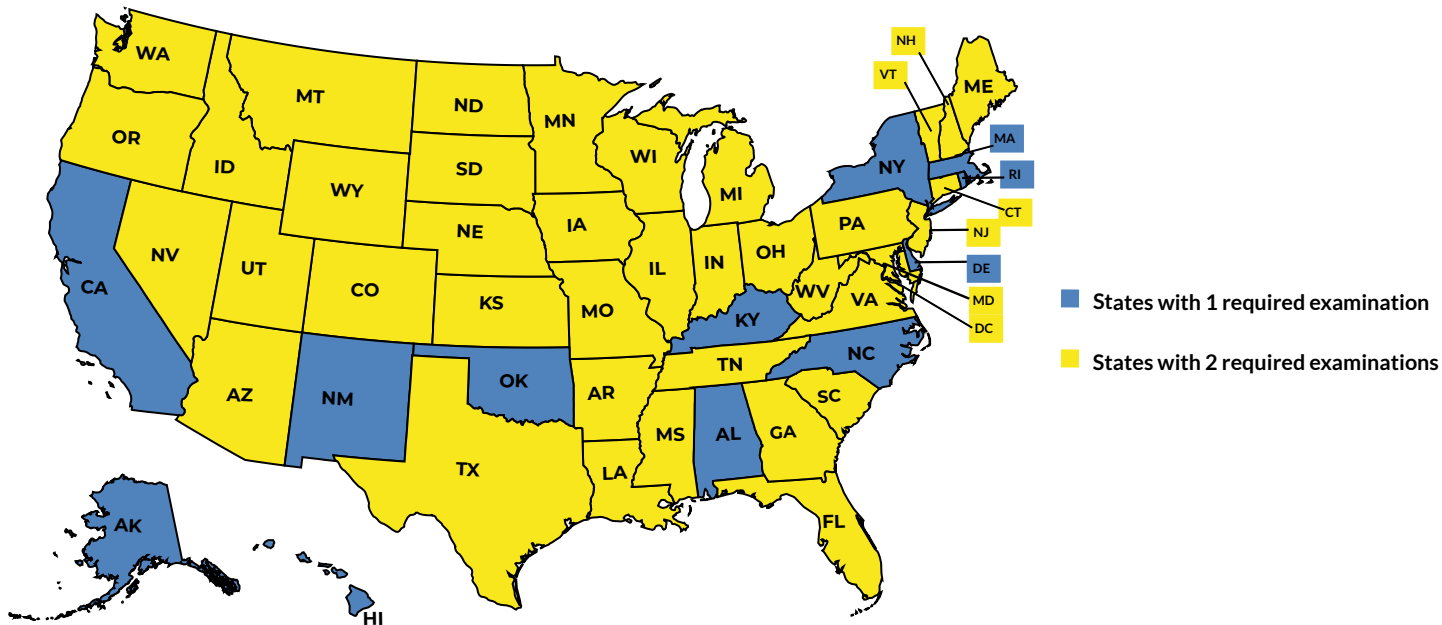 WA
MT
ND
MN
OR
ID
WY
SD
WI
MI
NH
VT
ME
NY
MA
RI
CT
NJ
DE
MD
DC
NV
UT
CO
NE
IA
KS
MO
IL
IN
OH
PA
WV
VA
KY
CA
AZ
NM
OK
AR
TN
NC
SC
TX
LA
MS
AL
GA
FL
AK
HI
States with 1 required examination
States with 2 required examinations